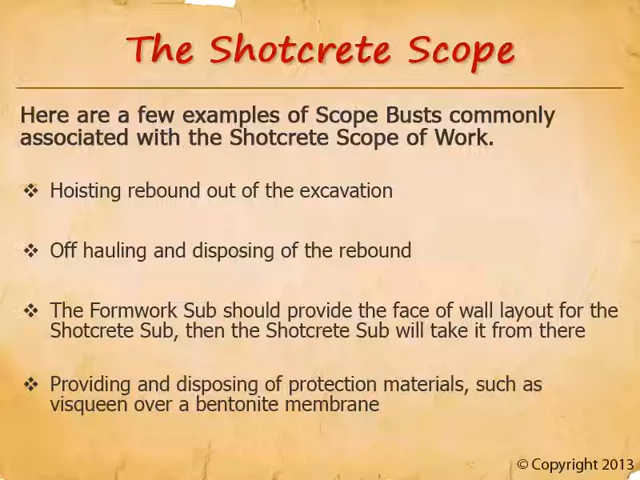 The Shotcrete Scope
Here are a few examples of Scope Busts commonly
associated with the Shotcrete Scope of Work.
❖ Hoisting rebound out of the excavation
❖ Off hauling and disposing of the rebound
❖ The Formwork Sub should provide the face of wall layout for the
Shotcrete Sub, then the Shotcrete Sub will take it from there
❖ Providing and disposing of protection materials, such as
visqueen over a bentonite membrane
© Copyright 2013